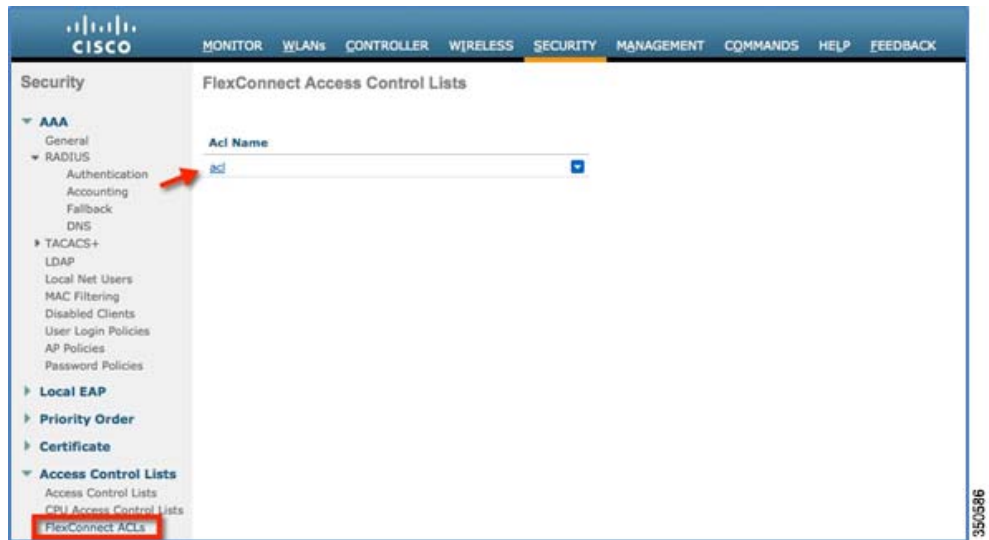 CISCO
MONITOR WLANs CONTROLLER WIRELESS SECURITY MANAGEMENT COMMANDS HELP FEEDBACK
Security
AAA
General
RADIUS
Authentication
Accounting
Fallback
DNS
TACACS+
LDAP
Local Net Users
MAC Filtering
Disabled Clients
User Login Policies
AP Policies
Password Policies
Local EAP
Priority Order
Certificate
Access Control Lists
Access Control Lists
CPU Access Control Lists
FlexConnect ACLs
FlexConnect Access Control Lists
Acl Name
acl
350586